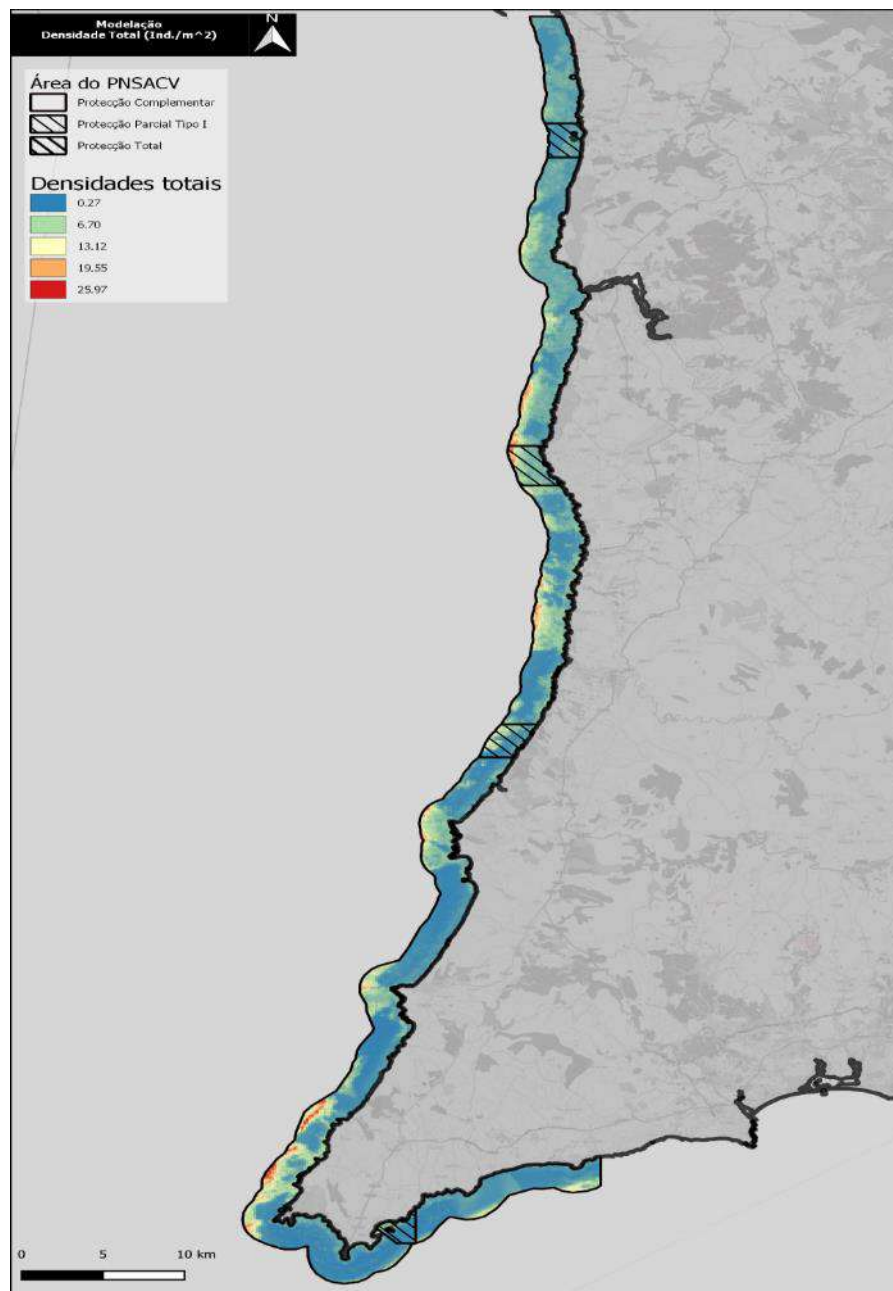 Modelação
Densidade Total (Ind./m^2)
N
Área do PNSACV
Protecção Complementar
Protecção Parcial Tipo I
Protecção Total
Densidades totais
0.27
6.70
13.12
19.55
25.97
0 5 10 km